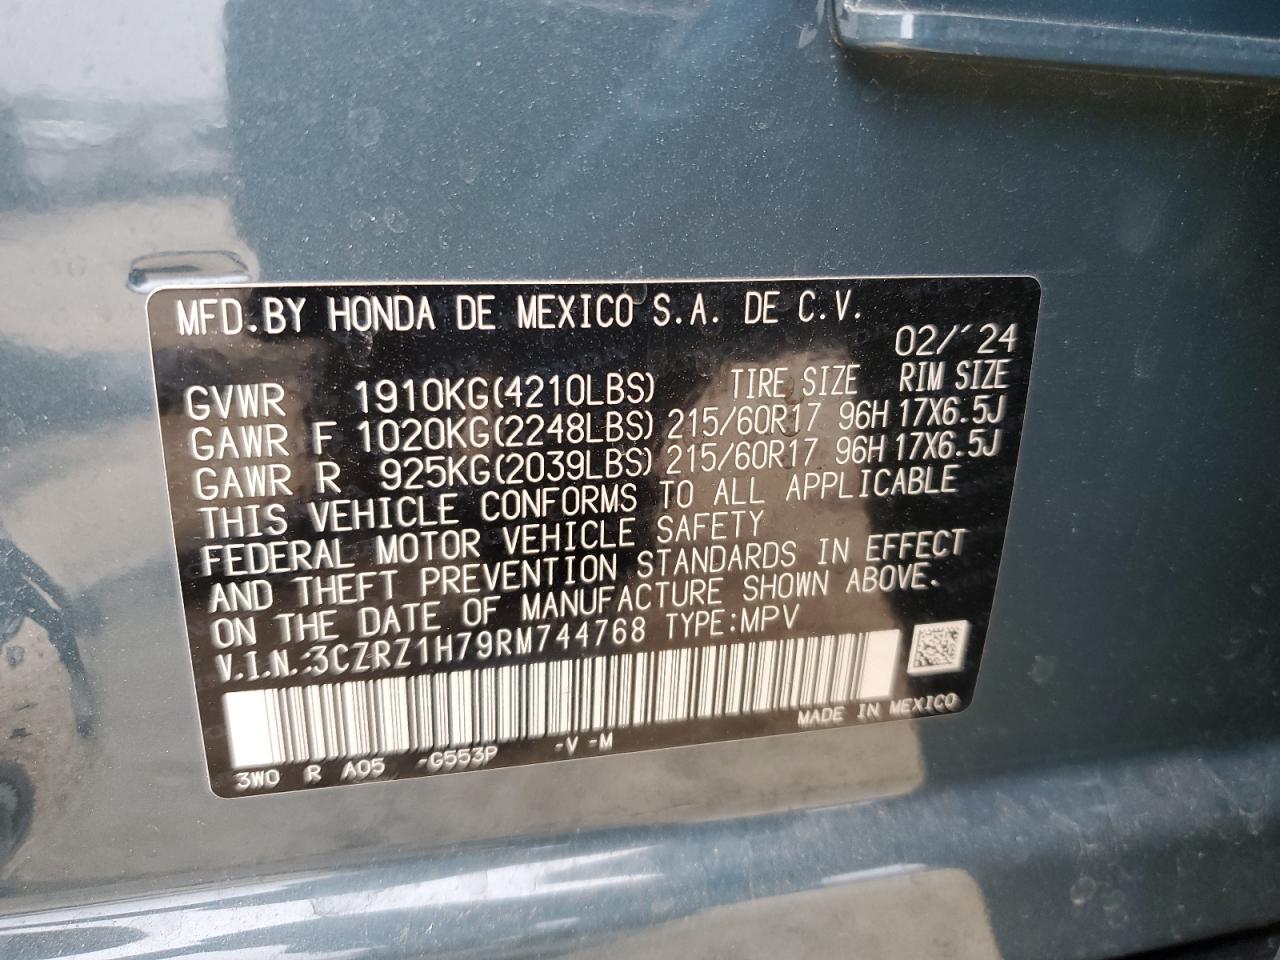 MFD.BY HONDA DE MEXICO S.A. DE C.V.
02/´24
GVWR 1910KG(4210LBS) TIRE SIZE RIM SIZE
GAWR F 1020KG(2248LBS) 215/60R17 96H 17X6.5J
GAWR R 925KG(2039LBS) 215/60R17 96H 17X6.5J
THIS VEHICLE CONFORMS TO ALL APPLICABLE
FEDERAL MOTOR VEHICLE SAFETY
AND THEFT PREVENTION STANDARDS IN EFFECT
ON THE DATE OF MANUFACTURE SHOWN ABOVE.
V.I.N.:3CZRZ1H79RM744768 TYPE:MPV
MADE IN MEXICO
3WO R A05 -G553P -V -M